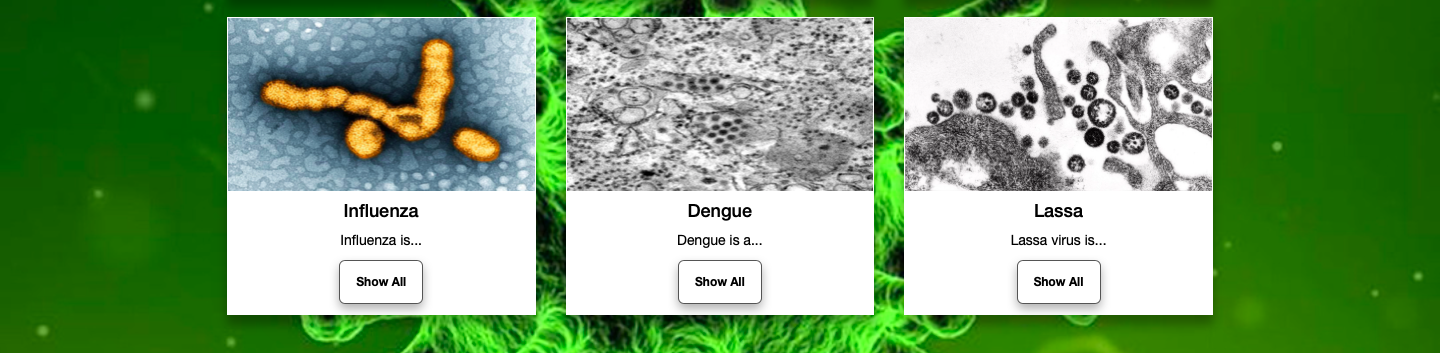 Influenza
Influenza is...
Show All
Dengue
Dengue is a...
Show All
Lassa
Lassa virus is...
Show All